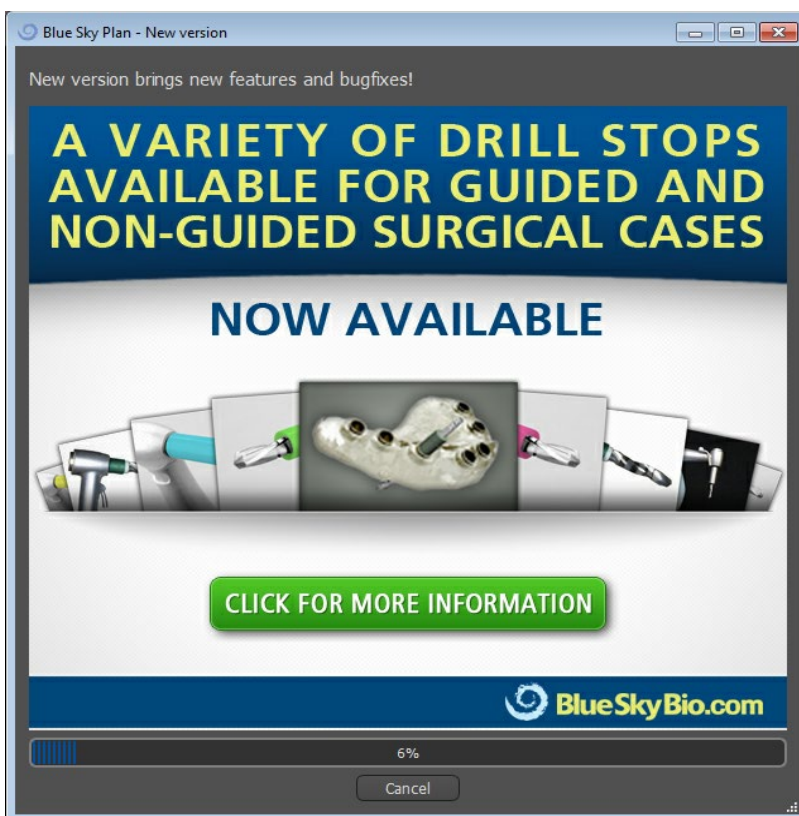 Blue Sky Plan - New version
New version brings new features and bugfixes!
A VARIETY OF DRILL STOPS
AVAILABLE FOR GUIDED AND
NON-GUIDED SURGICAL CASES
NOW AVAILABLE
CLICK FOR MORE INFORMATION
BlueSkyBio.com
6%
Cancel